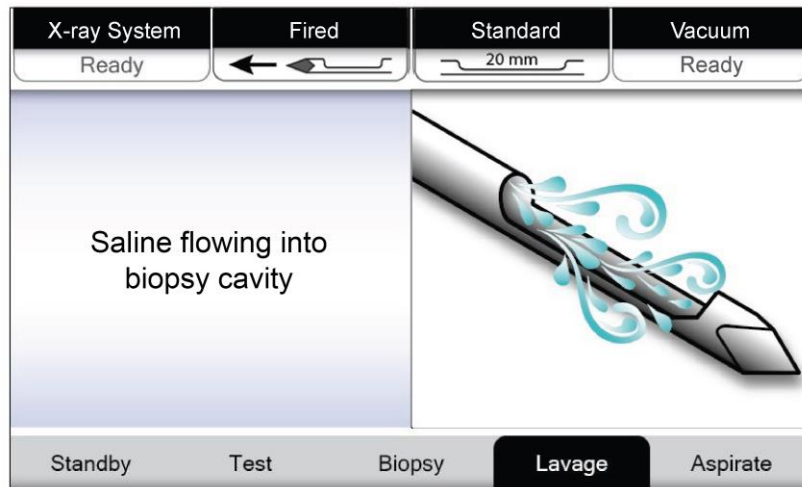 X-ray System Fired Standard Vacuum
Ready 20 mm Ready
Saline flowing into
biopsy cavity
Standby Test Biopsy Lavage Aspirate